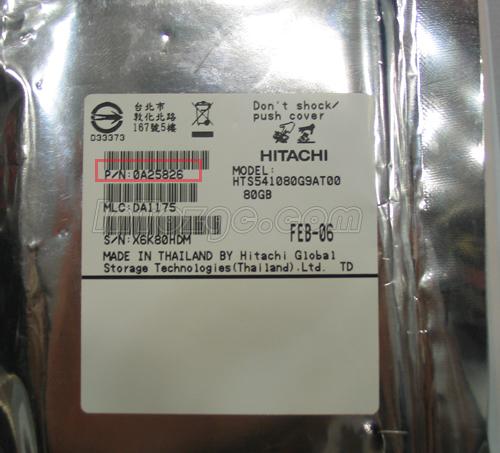 台北市
敦化北路
167號5樓
D33373
Don't shock/
push cover
HITACHI
P/N:0A25826
MODEL:
HTS541080G9AT00
80GB
MLC:DA1175
S/N:X6K80HDM
FEB-06
MADE IN THAILAND BY Hitachi Global
Storage Technologies(Thailand).Ltd. TD